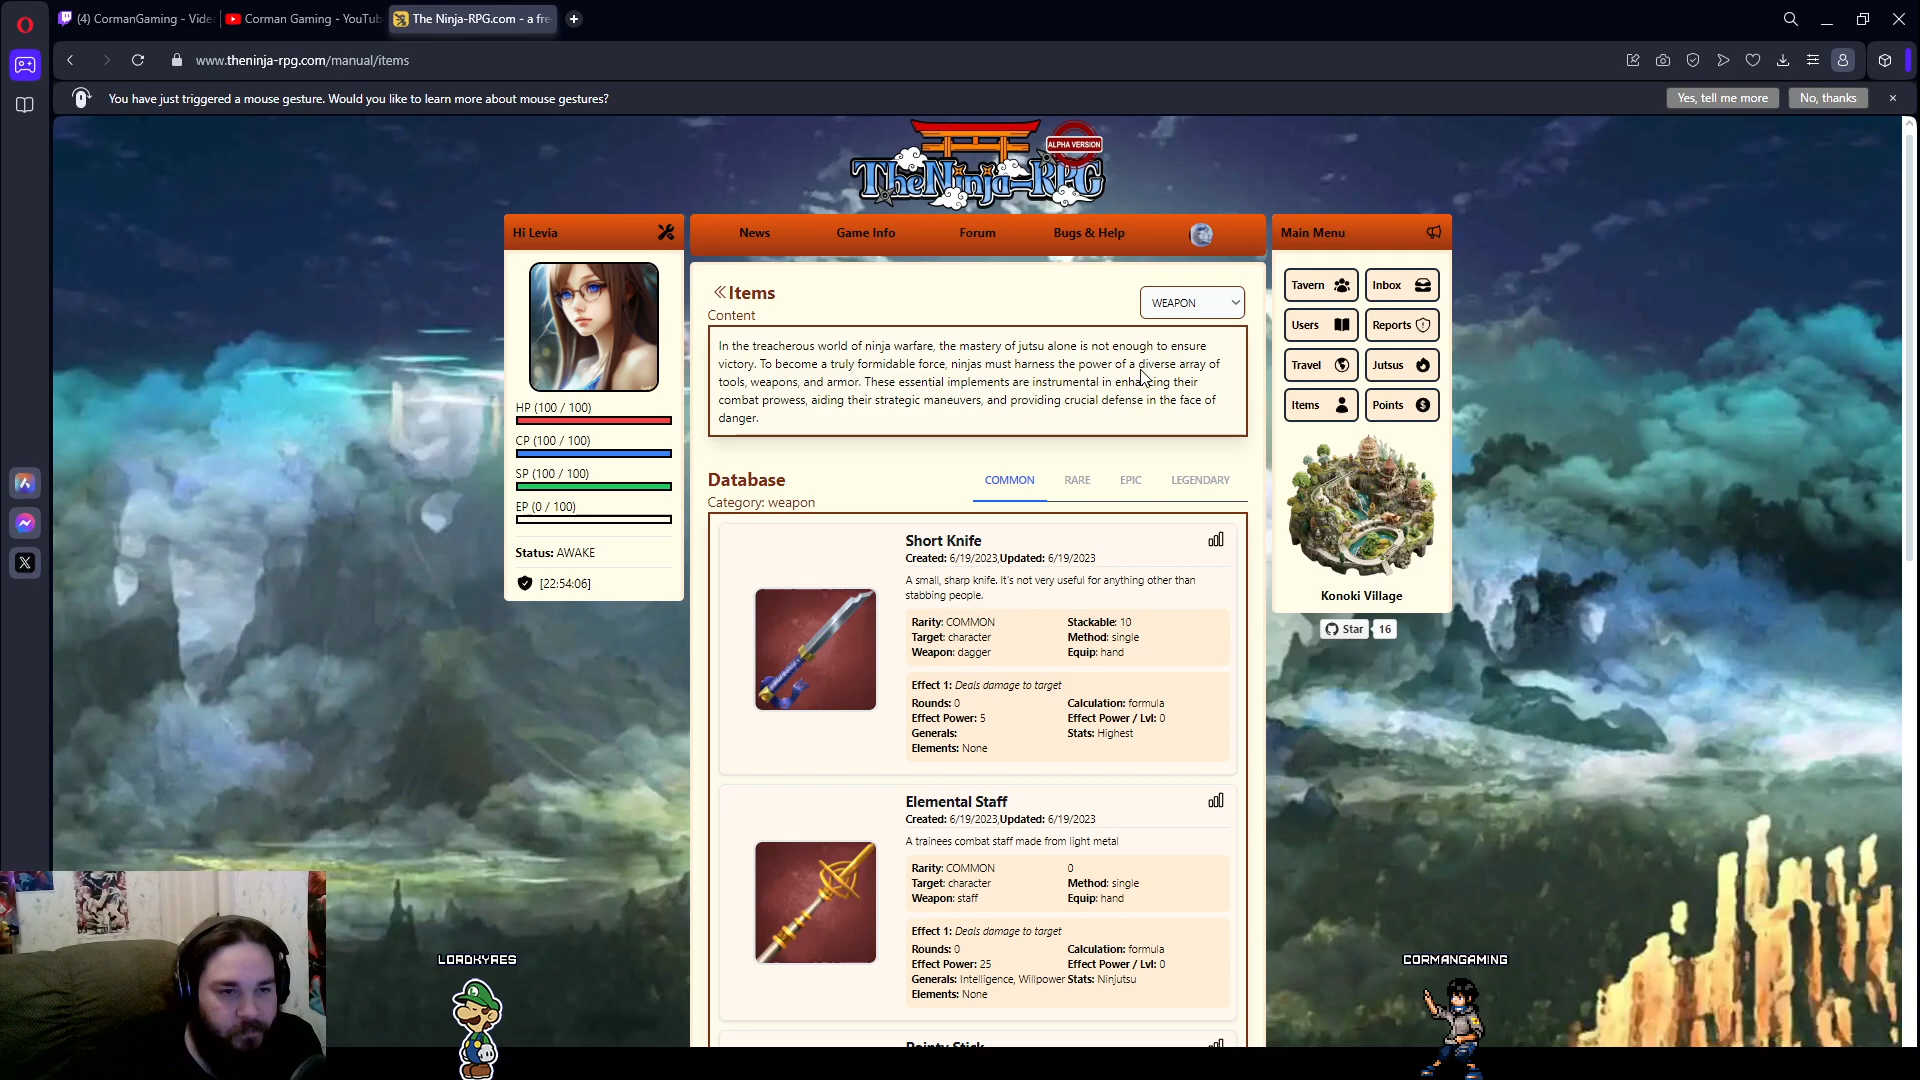 (4) CormanGaming - Vide
Corman Gaming - YouTub
The Ninja-RPG.com - a fre
www.theninja-rpg.com/manual/items
You have just triggered a mouse gesture. Would you like to learn more about mouse gestures?
Yes, tell me more
No, thanks
ALPHA VERSION
TheNinja-RPG
Hi Levia
News
Game Info
Forum
Bugs & Help
Main Menu
HP (100 / 100)
CP (100 / 100)
SP (100 / 100)
EP (0 / 100)
Status: AWAKE
[22:54:06]
Items
Content
WEAPON
In the treacherous world of ninja warfare, the mastery of jutsu alone is not enough to ensure
victory. To become a truly formidable force, ninjas must harness the power of a diverse array of
tools, weapons, and armor. These essential implements are instrumental in enhancing their
combat prowess, aiding their strategic maneuvers, and providing crucial defense in the face of
danger.
Database
Category: weapon
COMMON
RARE
EPIC
LEGENDARY
Short Knife
Created: 6/19/2023,Updated: 6/19/2023
A small, sharp knife. It's not very useful for anything other than
stabbing people.
Rarity: COMMON
Stackable: 10
Target: character
Method: single
Weapon: dagger
Equip: hand
Effect 1: Deals damage to target
Rounds: 0
Calculation: formula
Effect Power: 5
Effect Power / Lvl: 0
Generals:
Stats: Highest
Elements: None
Elemental Staff
Created: 6/19/2023,Updated: 6/19/2023
A trainees combat staff made from light metal
Rarity: COMMON
0
Target: character
Method: single
Weapon: staff
Equip: hand
Effect 1: Deals damage to target
Rounds: 0
Calculation: formula
Effect Power: 25
Effect Power / Lvl: 0
Generals: Intelligence, Willpower
Stats: Ninjutsu
Elements: None
Pointy Stick
Tavern
Inbox
Users
Reports
Travel
Jutsus
Items
Points
Konoki Village
Star
16
LORDKYRES
CORMANGAMING